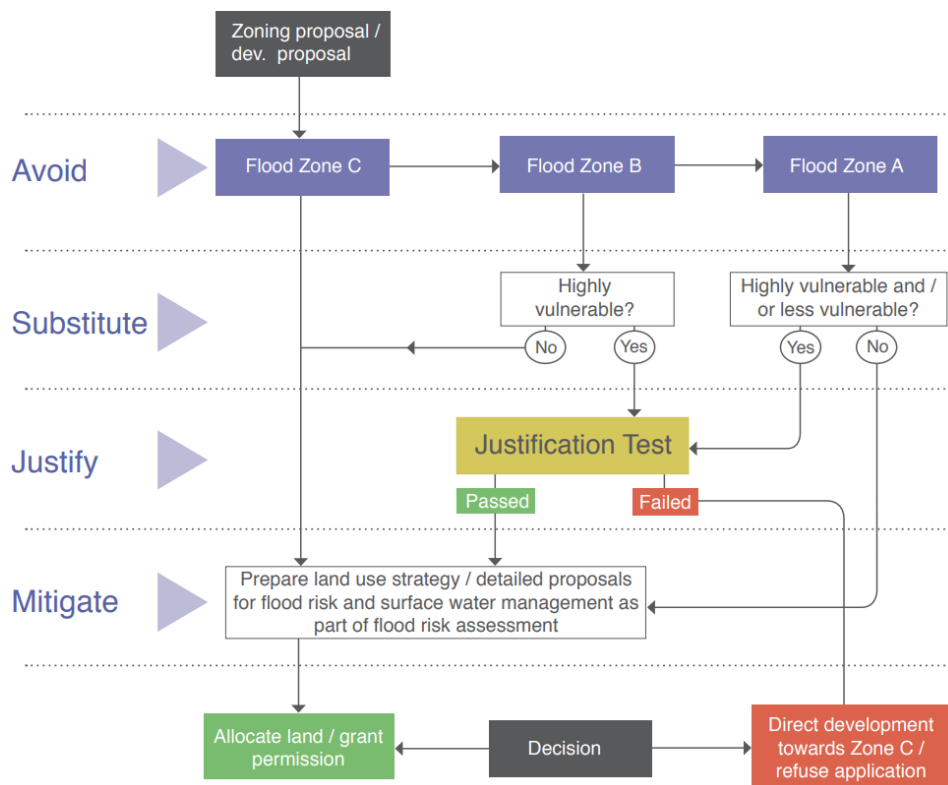 Zoning proposal /
dev. proposal
Avoid
Flood Zone C
Flood Zone B
Flood Zone A
Substitute
Highly
vulnerable?
Highly vulnerable and /
or less vulnerable?
No
Yes
Yes
No
Justify
Justification Test
Passed
Failed
Mitigate
Prepare land use strategy / detailed proposals
for flood risk and surface water management as
part of flood risk assessment
Allocate land / grant
permission
Decision
Direct development
towards Zone C /
refuse application